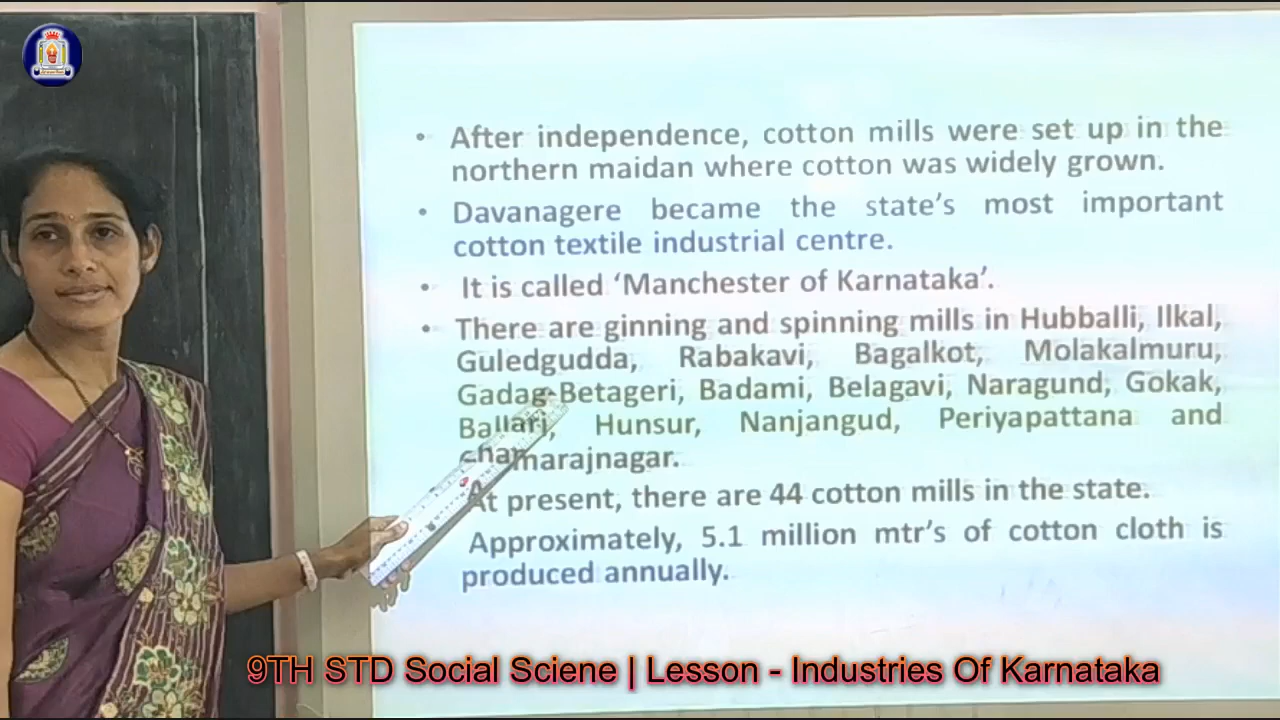 • After independence, cotton mills were set up in the
northern maidan where cotton was widely grown.
• Davanagere became the state's most important
cotton textile industrial centre.
• It is called ‘Manchester of Karnataka’.
• There are ginning and spinning mills in Hubballi, Ilkal,
Guledgudda, Rabakavi, Bagalkot, Molakalmuru,
Gadag-Betageri, Badami, Belagavi, Naragund, Gokak,
Ballari, Hunsur, Nanjangud, Periyapattana and
chamarajnagar.
At present, there are 44 cotton mills in the state.
Approximately, 5.1 million mtr's of cotton cloth is
produced annually.
9TH STD Social Sciene | Lesson - Industries Of Karnataka